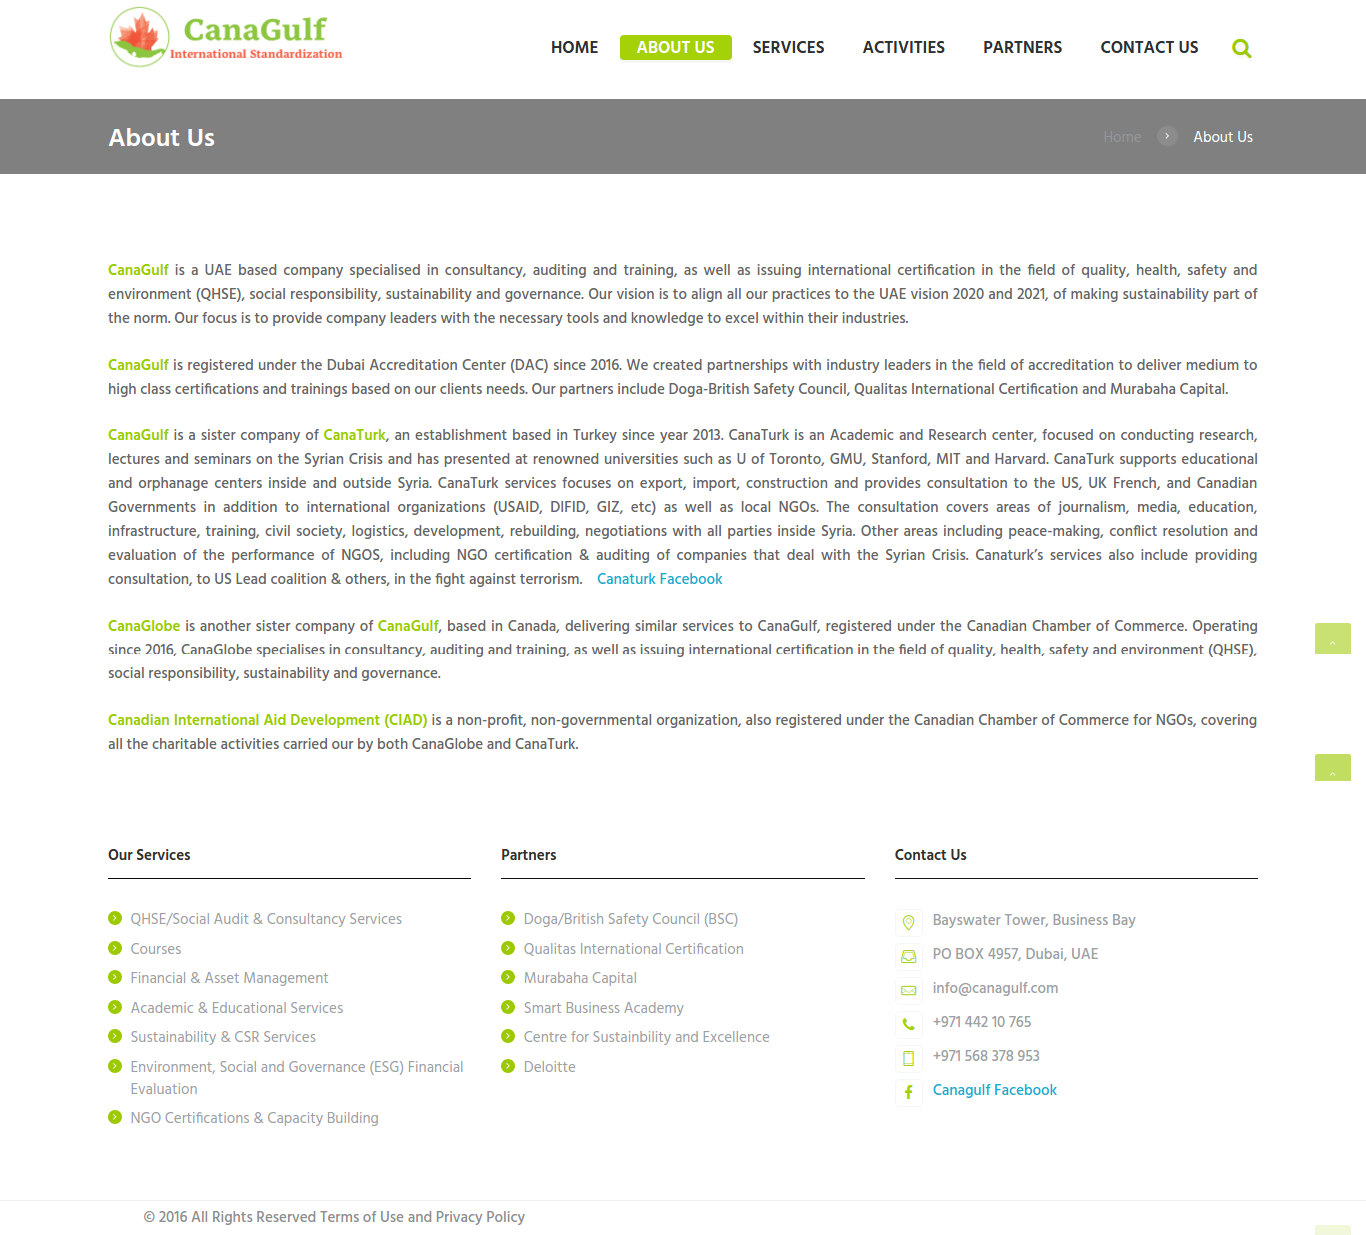 CanaGulf
International Standardization
HOME ABOUT US SERVICES ACTIVITIES PARTNERS CONTACT US
About Us
Home About Us
CanaGulf is a UAE based company specialised in consultancy, auditing and training, as well as issuing international certification in the field of quality, health, safety and
environment (QHSE), social responsibility, sustainability and governance. Our vision is to align all our practices to the UAE vision 2020 and 2021, of making sustainability part of
the norm. Our focus is to provide company leaders with the necessary tools and knowledge to excel within their industries.
CanaGulf is registered under the Dubai Accreditation Center (DAC) since 2016. We created partnerships with industry leaders in the field of accreditation to deliver medium to
high class certifications and trainings based on our clients needs. Our partners include Doga-British Safety Council, Qualitas International Certification and Murabaha Capital.
CanaGulf is a sister company of CanaTurk, an establishment based in Turkey since year 2013. CanaTurk is an Academic and Research center, focused on conducting research,
lectures and seminars on the Syrian Crisis and has presented at renowned universities such as U of Toronto, GMU, Stanford, MIT and Harvard. CanaTurk supports educational
and orphanage centers inside and outside Syria. CanaTurk services focuses on export, import, construction and provides consultation to the US, UK French, and Canadian
Governments in addition to international organizations (USAID, DIFID, GIZ, etc) as well as local NGOs. The consultation covers areas of journalism, media, education,
infrastructure, training, civil society, logistics, development, rebuilding, negotiations with all parties inside Syria. Other areas including peace-making, conflict resolution and
evaluation of the performance of NGOS, including NGO certification & auditing of companies that deal with the Syrian Crisis. Canaturk’s services also include providing
consultation, to US Lead coalition & others, in the fight against terrorism. Canaturk Facebook
CanaGlobe is another sister company of CanaGulf, based in Canada, delivering similar services to CanaGulf, registered under the Canadian Chamber of Commerce. Operating
since 2016, CanaGlobe specialises in consultancy, auditing and training, as well as issuing international certification in the field of quality, health, safety and environment (QHSE),
social responsibility, sustainability and governance.
Canadian International Aid Development (CIAD) is a non-profit, non-governmental organization, also registered under the Canadian Chamber of Commerce for NGOs, covering
all the charitable activities carried our by both CanaGlobe and CanaTurk.
Our Services
QHSE/Social Audit & Consultancy Services
Courses
Financial & Asset Management
Academic & Educational Services
Sustainability & CSR Services
Environment, Social and Governance (ESG) Financial
Evaluation
NGO Certifications & Capacity Building
Partners
Doga/British Safety Council (BSC)
Qualitas International Certification
Murabaha Capital
Smart Business Academy
Centre for Sustainbility and Excellence
Deloitte
Contact Us
Bayswater Tower, Business Bay
PO BOX 4957, Dubai, UAE
info@canagulf.com
+971 442 10 765
+971 568 378 953
Canagulf Facebook
© 2016 All Rights Reserved Terms of Use and Privacy Policy